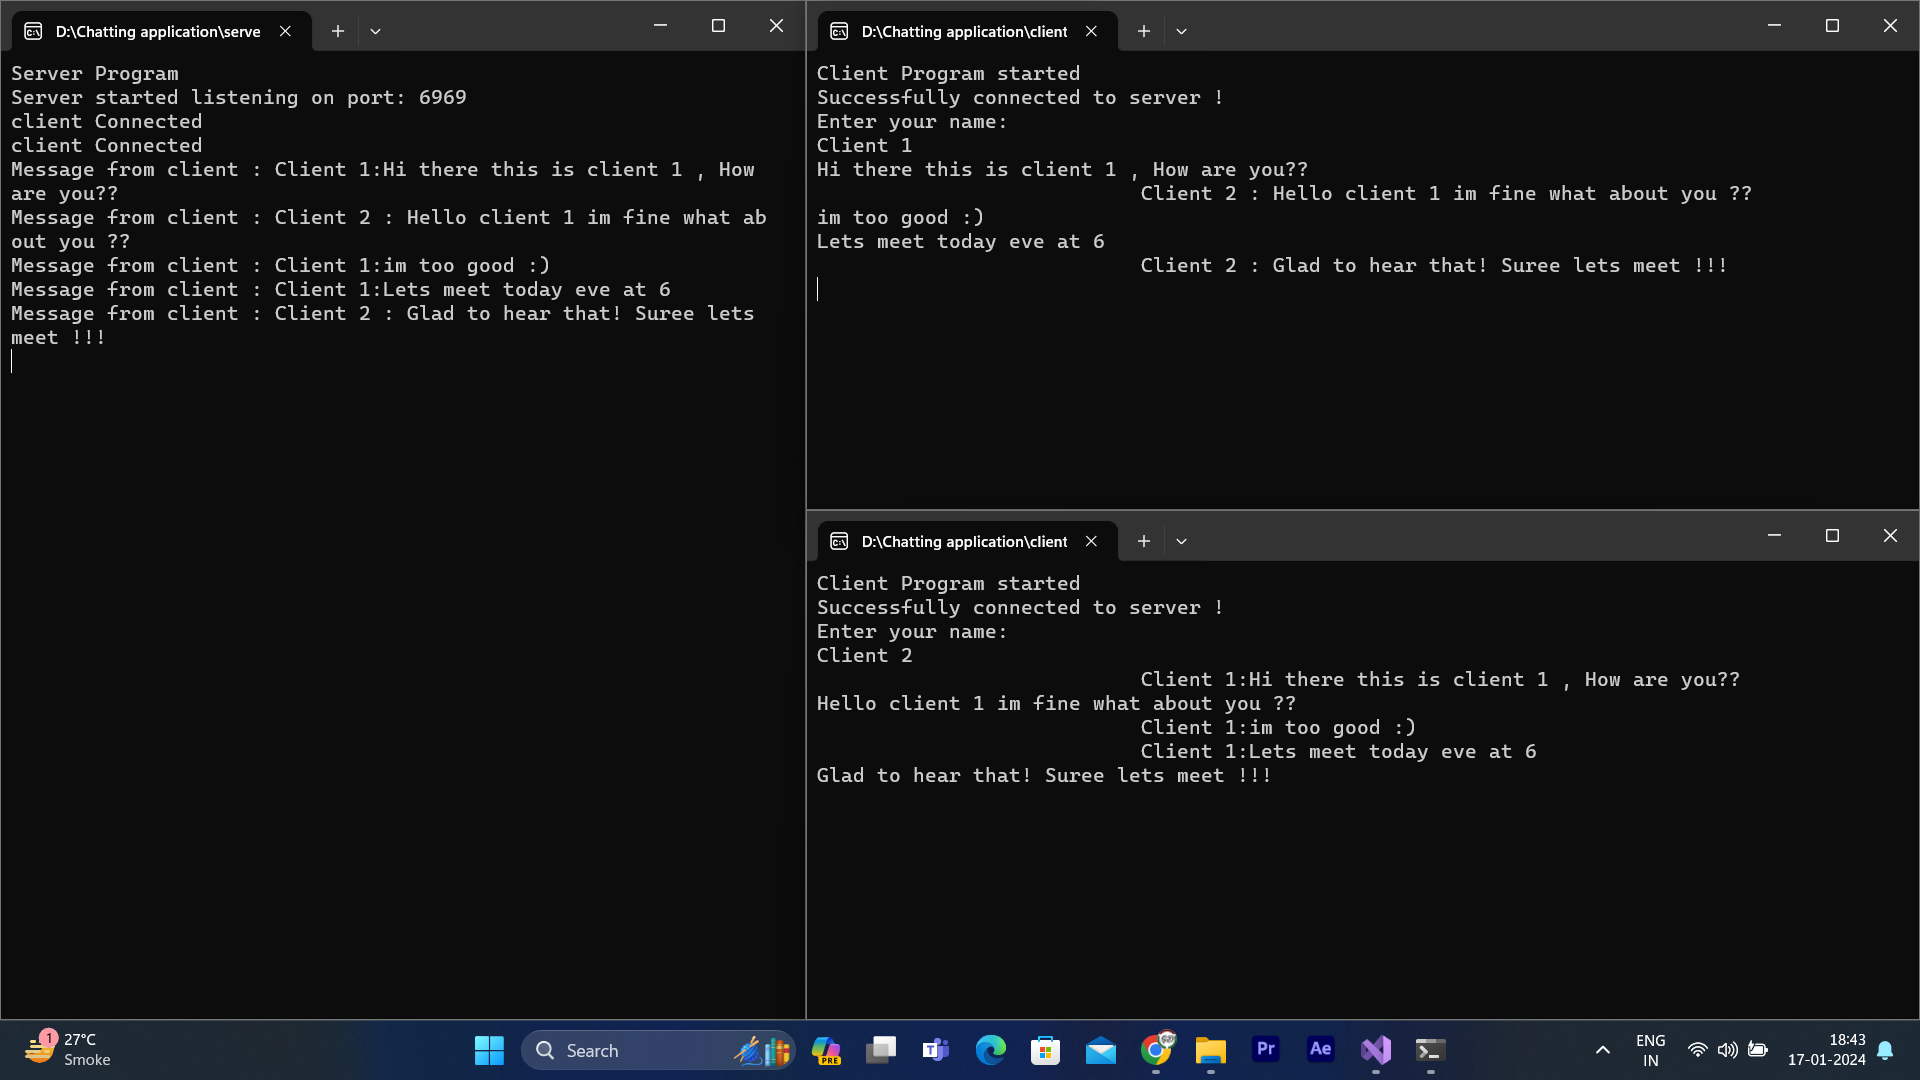 D:\Chatting application\serve
Server Program
Server started listening on port: 6969
client Connected
client Connected
Message from client : Client 1:Hi there this is client 1 , How
are you??
Message from client : Client 2 : Hello client 1 im fine what ab
out you ??
Message from client : Client 1:im too good :)
Message from client : Client 1:Lets meet today eve at 6
Message from client : Client 2 : Glad to hear that! Suree lets
meet !!!
D:\Chatting application\client
Client Program started
Successfully connected to server !
Enter your name:
Client 1
Hi there this is client 1 , How are you??
Client 2 : Hello client 1 im fine what about you ??
im too good :)
Lets meet today eve at 6
Client 2 : Glad to hear that! Suree lets meet !!!
D:\Chatting application\client
Client Program started
Successfully connected to server !
Enter your name:
Client 2
Client 1:Hi there this is client 1 , How are you??
Hello client 1 im fine what about you ??
Client 1:im too good :)
Client 1:Lets meet today eve at 6
Glad to hear that! Suree lets meet !!!
1
27°C
Smoke
Search
PRE
Pr
Ae
ENG
IN
18:43
17-01-2024